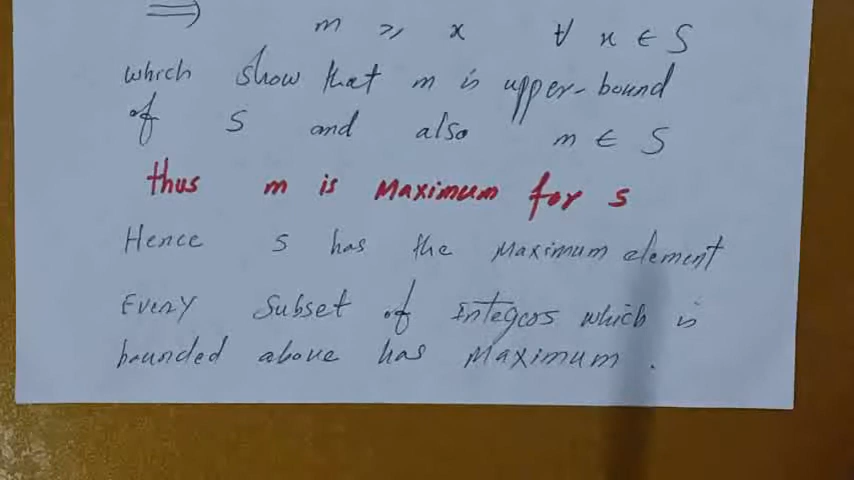 ⟹ m ⩾ x ∀ x ∈ S
which show that m is upper-bound
of S and also m ∈ S
thus m is Maximum for s
Hence s has the Maximum element
Every subset of Integers which is
bounded above has Maximum.